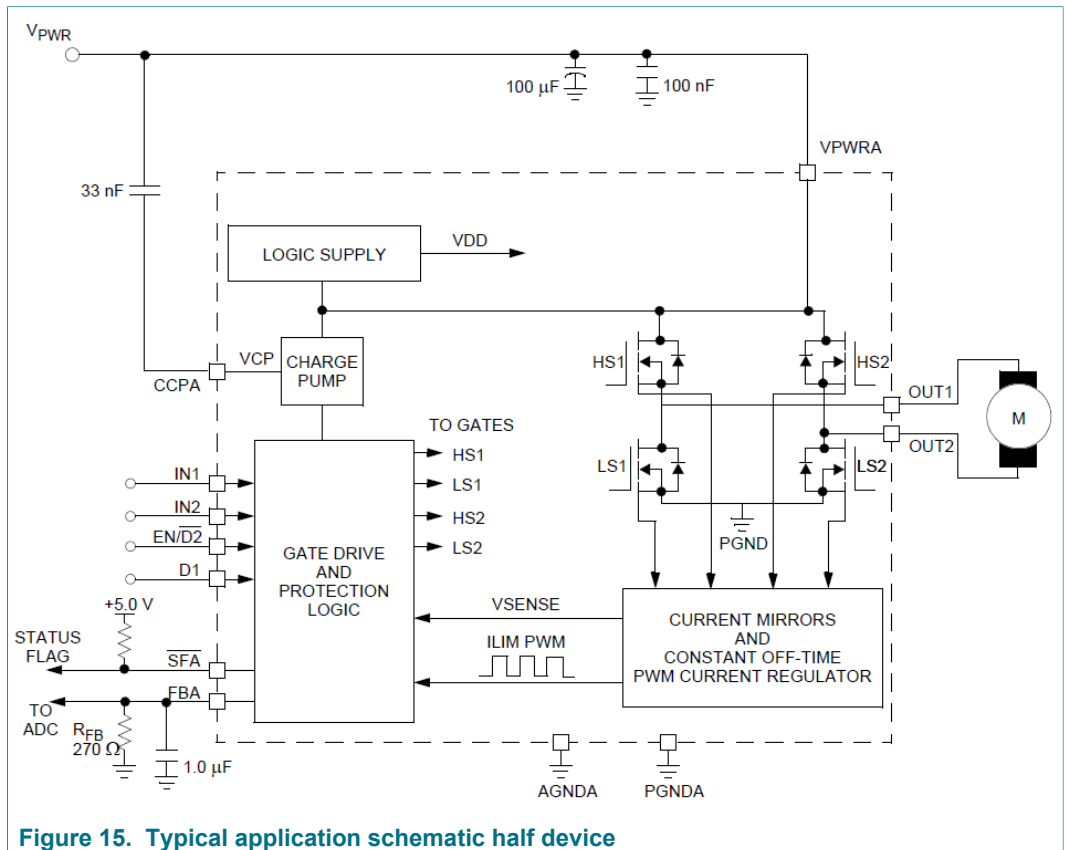 VPWR
100 µF
100 nF
VPWRA
33 nF
LOGIC SUPPLY
VDD
VCP
CHARGE
PUMP
CCPA
HS1
HS2
OUT1
M
OUT2
TO GATES
HS1
LS1
HS2
LS2
LS1
LS2
PGND
IN1
IN2
EN/D2
D1
GATE DRIVE
AND
PROTECTION
LOGIC
+5.0 V
STATUS
FLAG
SFA
FBA
TO
ADC
RFB
270 Ω
1.0 µF
VSENSE
ILIM PWM
CURRENT MIRRORS
AND
CONSTANT OFF-TIME
PWM CURRENT REGULATOR
AGNDA
PGNDA
Figure 15. Typical application schematic half device